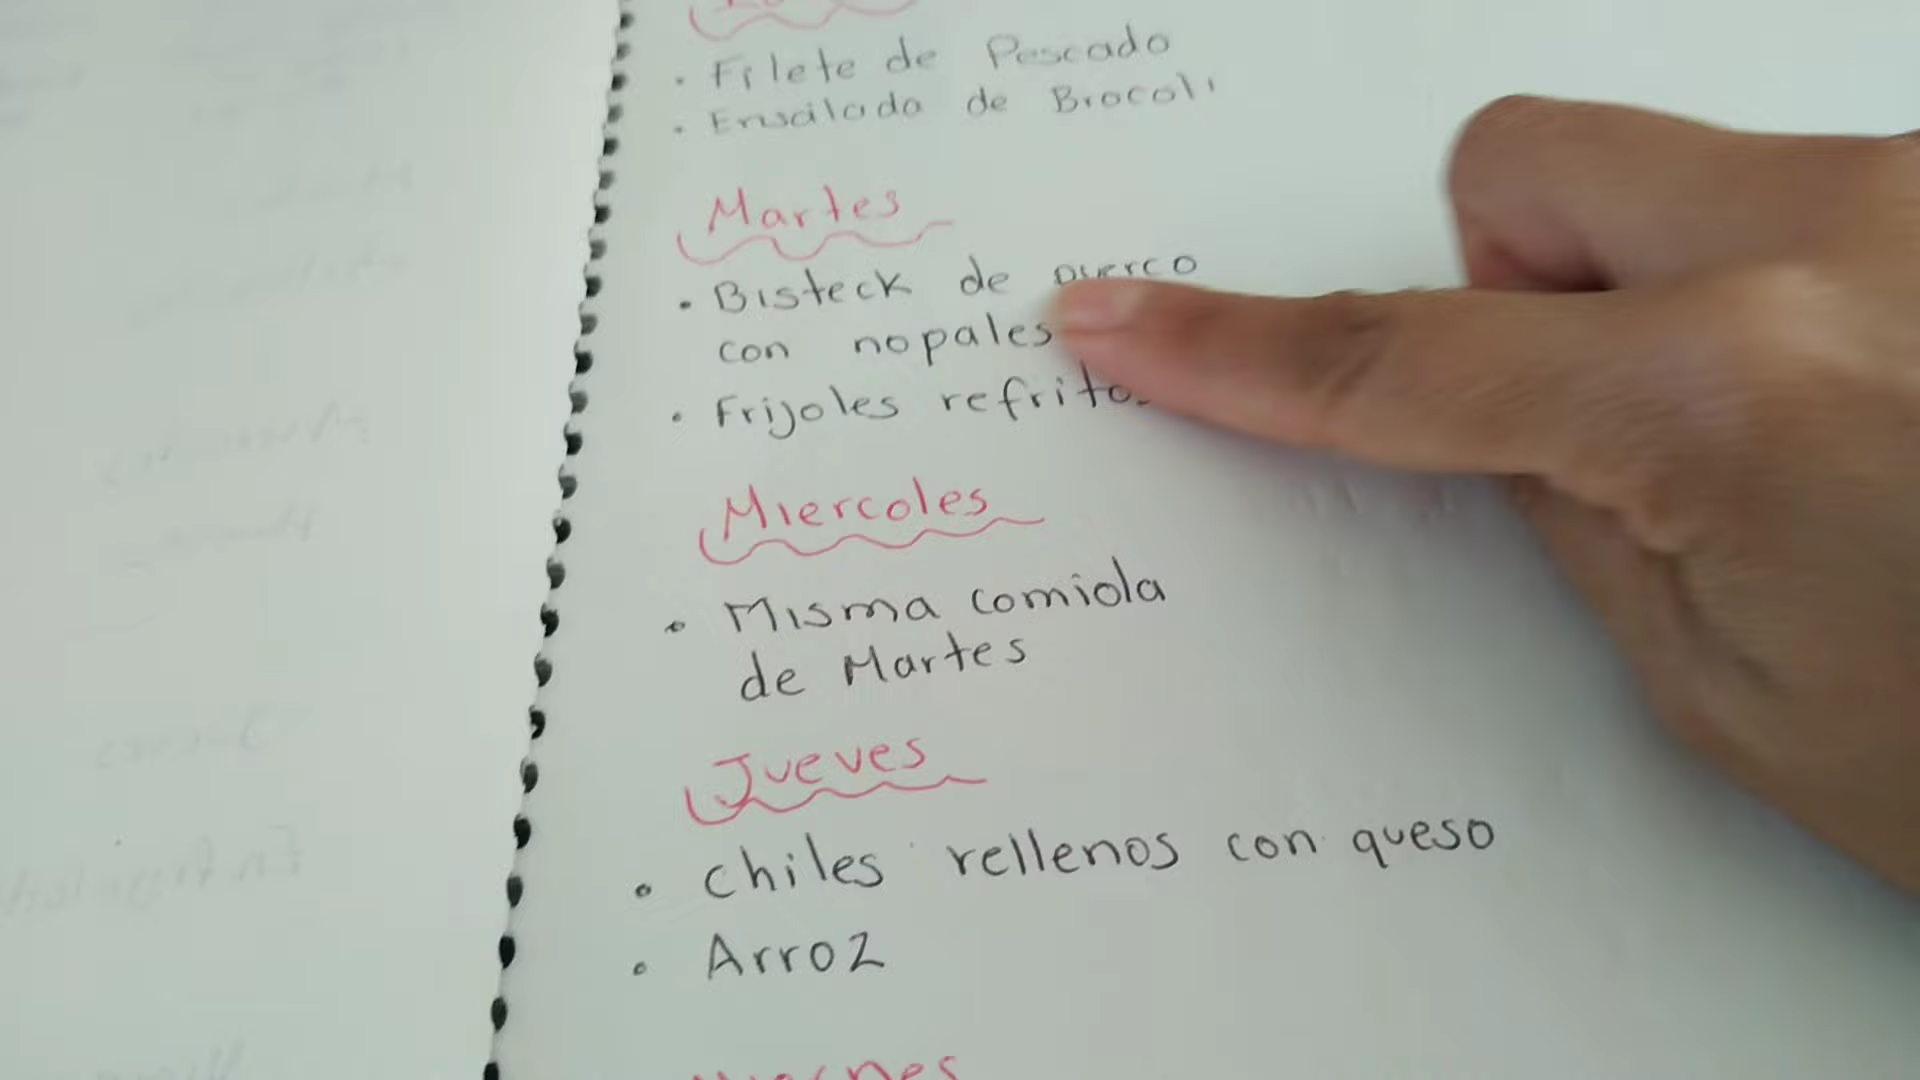 • Filete de Pescado
• Ensalada de Brocoli
Martes
• Bisteck de puerco
con nopales
• Frijoles refritos
Miercoles
• Misma comida
de Martes
Jueves
• chiles rellenos con queso
• Arroz